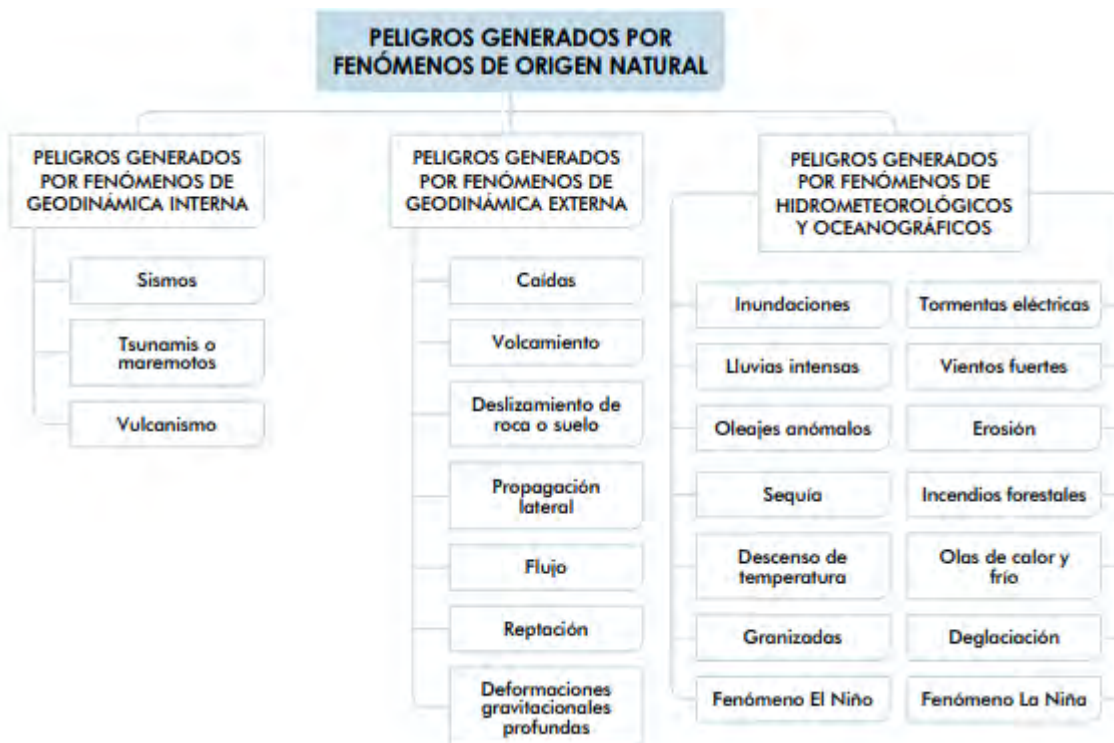 PELIGROS GENERADOS POR
FENÓMENOS DE ORIGEN NATURAL
PELIGROS GENERADOS
POR FENÓMENOS DE
GEODINÁMICA INTERNA
Sismos
Tsunamis o
maremotos
Vulcanismo
PELIGROS GENERADOS
POR FENÓMENOS DE
GEODINÁMICA EXTERNA
Caídas
Volcamiento
Deslizamiento de
roca o suelo
Propagación
lateral
Flujo
Reptación
Deformaciones
gravitacionales
profundas
PELIGROS GENERADOS
POR FENÓMENOS DE
HIDROMETEOROLÓGICOS
Y OCEANOGRÁFICOS
Inundaciones
Lluvias intensas
Oleajes anómalos
Sequía
Descenso de
temperatura
Granizadas
Fenómeno El Niño
Tormentas eléctricas
Vientos fuertes
Erosión
Incendios forestales
Olas de calor y
frío
Deglaciación
Fenómeno La Niña